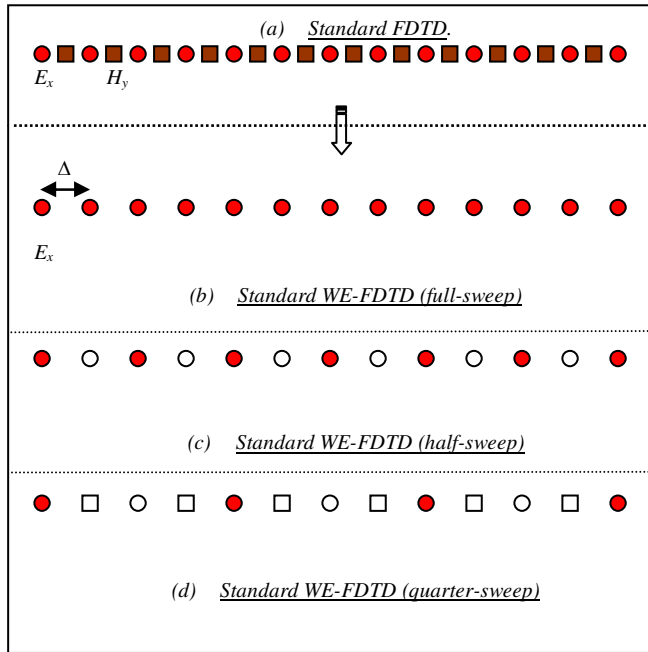 (a) Standard FDTD.
E_x H_y
Δ
E_x
(b) Standard WE-FDTD (full-sweep)
(c) Standard WE-FDTD (half-sweep)
(d) Standard WE-FDTD (quarter-sweep)